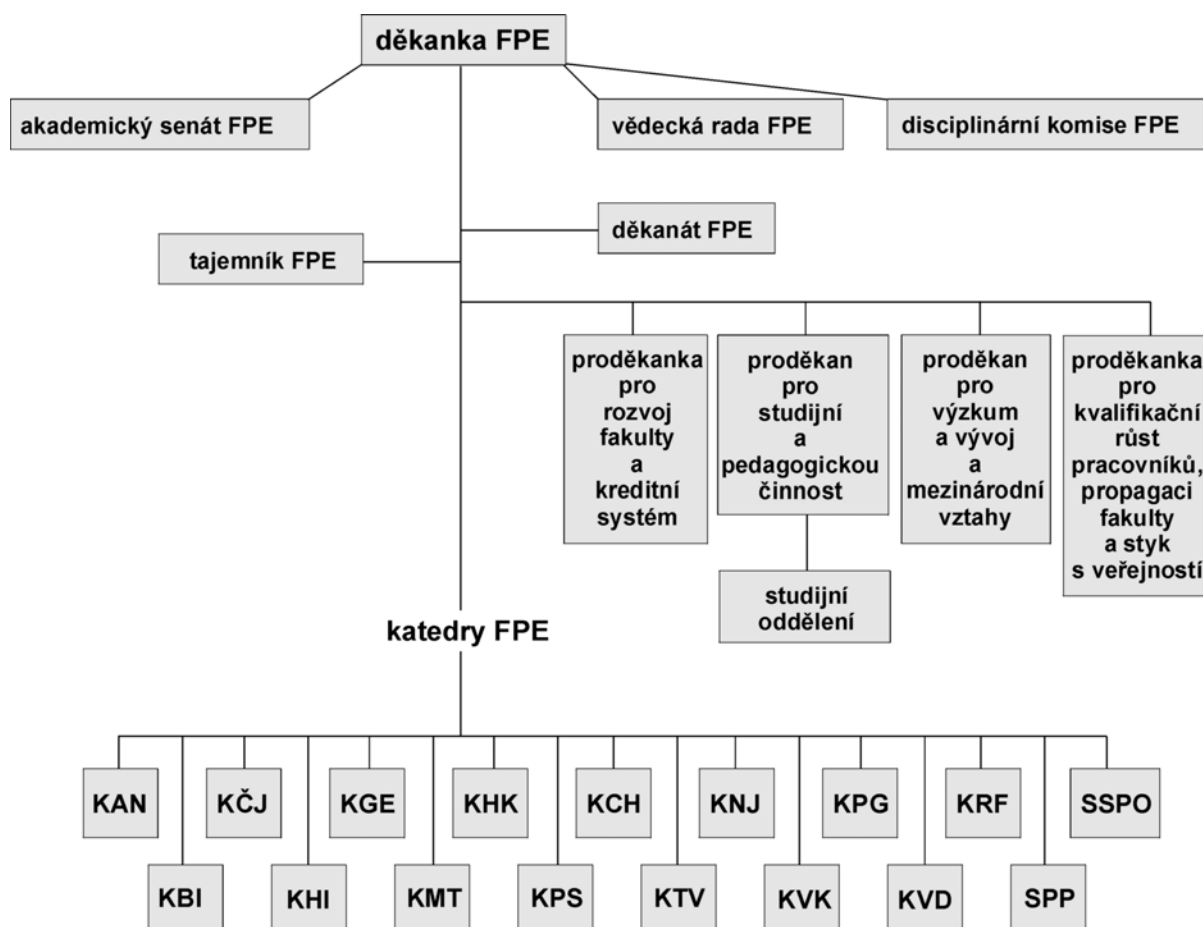 děkanka FPE
akademický senát FPE
vědecká rada FPE
disciplinární komise FPE
děkanát FPE
tajemník FPE
proděkanka
pro
rozvoj
fakulty
a
kreditní
systém
proděkan
pro
studijní
a
pedagogickou
činnost
proděkan
pro
výzkum
a vývoj
a
mezinárodní
vztahy
proděkanka
pro
kvalifikační
růst
pracovníků,
propagaci
fakulty
a styk
s veřejností
studijní
oddělení
katedry FPE
KAN
KČJ
KGE
KHK
KCH
KNJ
KPG
KRF
SSPO
KBI
KHI
KMT
KPS
KTV
KVK
KVD
SPP